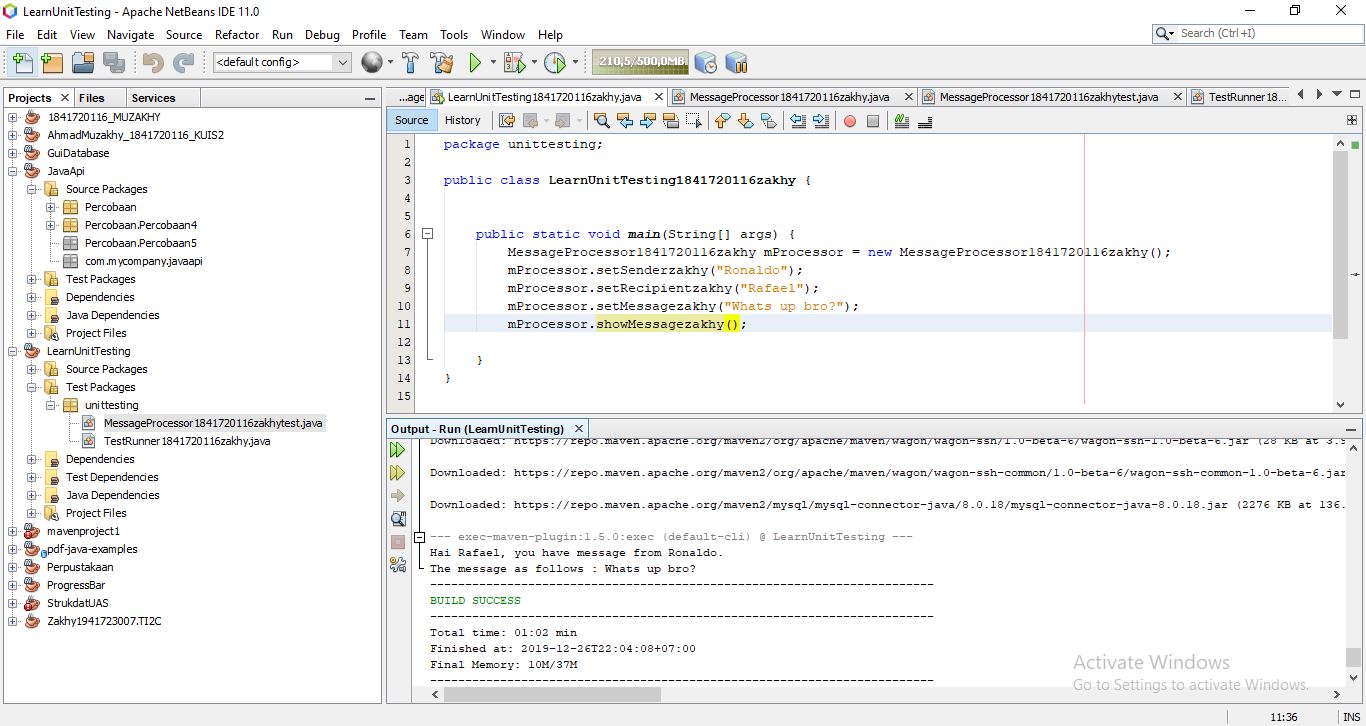 LearnUnitTesting - Apache NetBeans IDE 11.0
File Edit View Navigate Source Refactor Run Debug Profile Team Tools Window Help
Search (Ctrl+I)
<default config>
210,5/500,0MB
Projects Files Services
1841720116_MUZAKHY
AhmadMuzakhy_1841720116_KUIS2
GuiDatabase
JavaApi
Source Packages
Percobaan
Percobaan.Percobaan4
Percobaan.Percobaan5
com.mycompany.javaapi
Test Packages
Dependencies
Java Dependencies
Project Files
LearnUnitTesting
Source Packages
Test Packages
unittesting
MessageProcessor1841720116zakhytest.java
TestRunner1841720116zakhy.java
Dependencies
Test Dependencies
Java Dependencies
Project Files
mavenproject1
pdf-java-examples
Perpustakaan
ProgressBar
StrukdatUAS
Zakhy1941723007.TI2C
...age LearnUnitTesting1841720116zakhy.java MessageProcessor1841720116zakhy.java MessageProcessor1841720116zakhytest.java TestRunner18...
Source History
1 package unittesting;
2
3 public class LearnUnitTesting1841720116zakhy {
4
5
6 public static void main(String[] args) {
7 MessageProcessor1841720116zakhy mProcessor = new MessageProcessor1841720116zakhy();
8 mProcessor.setSenderzakhy("Ronaldo");
9 mProcessor.setRecipientzakhy("Rafael");
10 mProcessor.setMessagezakhy("Whats up bro?");
11 mProcessor.showMessagezakhy();
12
13 }
14 }
15
Output - Run (LearnUnitTesting)
Downloaded: https://repo.maven.apache.org/maven2/org/apache/maven/wagon/wagon-ssh/1.0-beta-6/wagon-ssh-1.0-beta-6.jar (28 KB at 3.9
Downloaded: https://repo.maven.apache.org/maven2/org/apache/maven/wagon/wagon-ssh-common/1.0-beta-6/wagon-ssh-common-1.0-beta-6.jar
Downloaded: https://repo.maven.apache.org/maven2/mysql/mysql-connector-java/8.0.18/mysql-connector-java-8.0.18.jar (2276 KB at 136.
--- exec-maven-plugin:1.5.0:exec (default-cli) @ LearnUnitTesting ---
Hai Rafael, you have message from Ronaldo.
The message as follows : Whats up bro?
------------------------------------------------------------------------
BUILD SUCCESS
------------------------------------------------------------------------
Total time: 01:02 min
Finished at: 2019-12-26T22:04:08+07:00
Final Memory: 10M/37M
------------------------------------------------------------------------
Activate Windows
Go to Settings to activate Windows.
11:36 INS